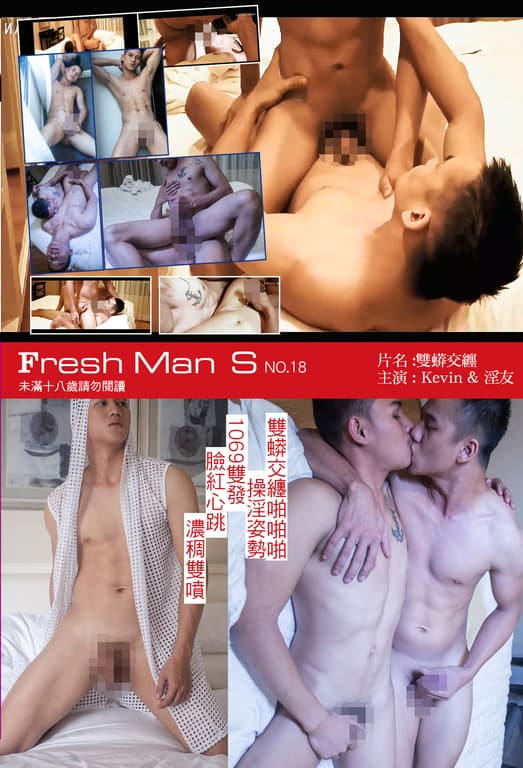 Fresh Man S NO.18
未滿十八歲請勿閱讀
片名:雙蟒交纏
主演:Kevin & 淫友
雙蟒交纏啪啪啪
操淫姿勢
1069雙發
臉紅心跳
濃稠雙噴